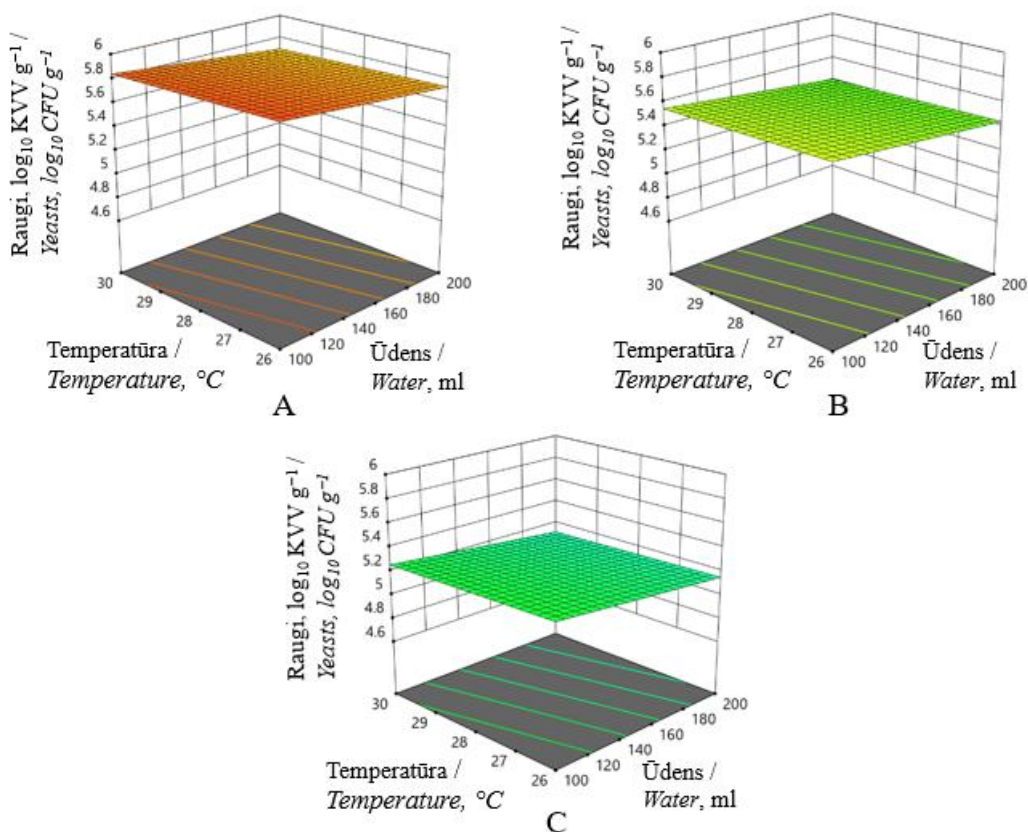 Raugi, log₁₀ KVV g⁻¹ /
Yeasts, log₁₀ CFU g⁻¹
6
5.8
5.6
5.4
5.2
5
4.8
4.6
30
29
28
27
26
100
120
140
160
180
200
Temperatūra /
Temperature, °C
Ūdens /
Water, ml
A
Raugi, log₁₀ KVV g⁻¹ /
Yeasts, log₁₀ CFU g⁻¹
6
5.8
5.6
5.4
5.2
5
4.8
4.6
30
29
28
27
26
100
120
140
160
180
200
Temperatūra /
Temperature, °C
Ūdens /
Water, ml
B
Raugi, log₁₀ KVV g⁻¹ /
Yeasts, log₁₀ CFU g⁻¹
6
5.8
5.6
5.4
5.2
5
4.8
4.6
30
29
28
27
26
100
120
140
160
180
200
Temperatūra /
Temperature, °C
Ūdens /
Water, ml
C